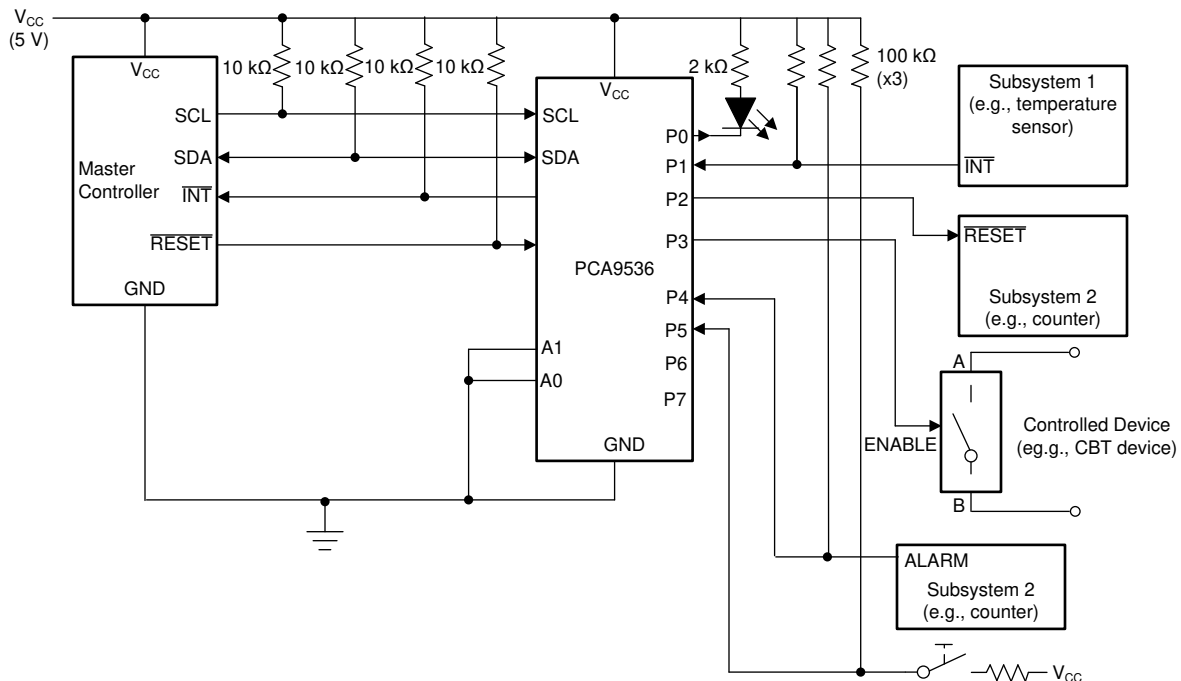 VCC
(5 V)
VCC
SCL
SDA
INT
RESET
GND
Master
Controller
10 kΩ
10 kΩ
10 kΩ
10 kΩ
VCC
SCL
SDA
A1
A0
PCA9536
GND
P0
P1
P2
P3
P4
P5
P6
P7
2 kΩ
100 kΩ
(x3)
Subsystem 1
(e.g., temperature
sensor)
INT
RESET
Subsystem 2
(e.g., counter)
A
ENABLE
B
Controlled Device
(eg.g., CBT device)
ALARM
Subsystem 2
(e.g., counter)
VCC